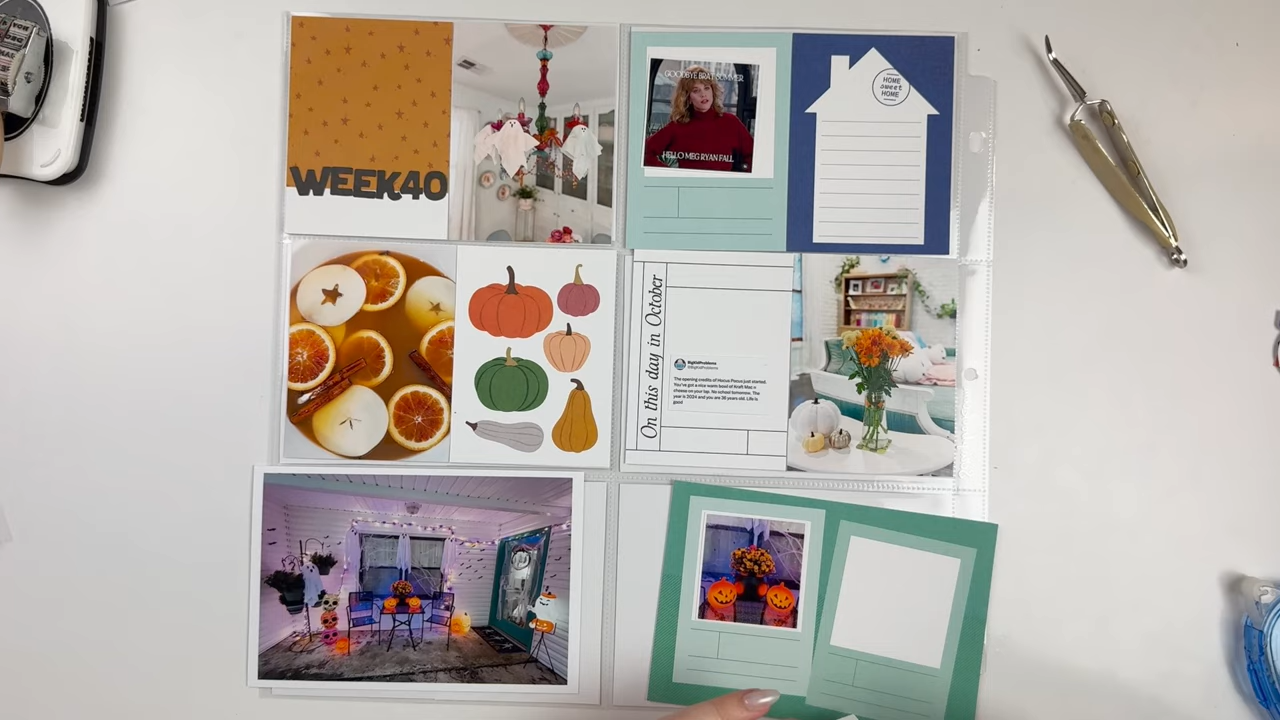 WEEK40
GOODBYE BRAT SUMMER
HELLO MEG RYAN FALL
HOME
sweet
HOME
On this day in October
BigKidProblems
@BigKidProblems
The opening credits of Hocus Pocus just started.
You've got a nice warm bowl of Kraft Mac n
cheese on your lap. No school tomorrow. The
year is 2024 and you are 36 years old. Life is
good